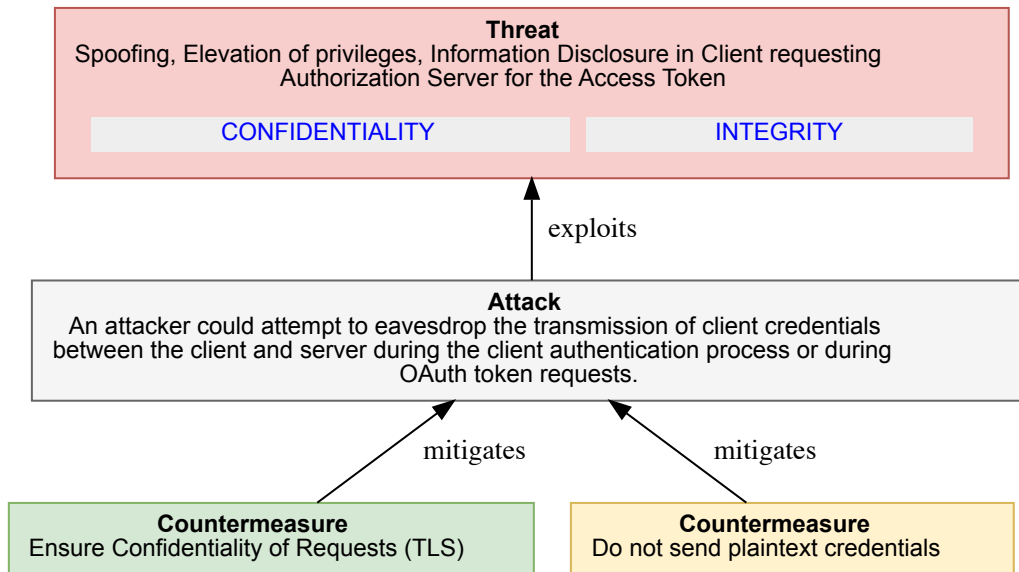 Threat
Spoofing, Elevation of privileges, Information Disclosure in Client requesting
Authorization Server for the Access Token
CONFIDENTIALITY
INTEGRITY
exploits
Attack
An attacker could attempt to eavesdrop the transmission of client credentials
between the client and server during the client authentication process or during
OAuth token requests.
mitigates
mitigates
Countermeasure
Ensure Confidentiality of Requests (TLS)
Countermeasure
Do not send plaintext credentials